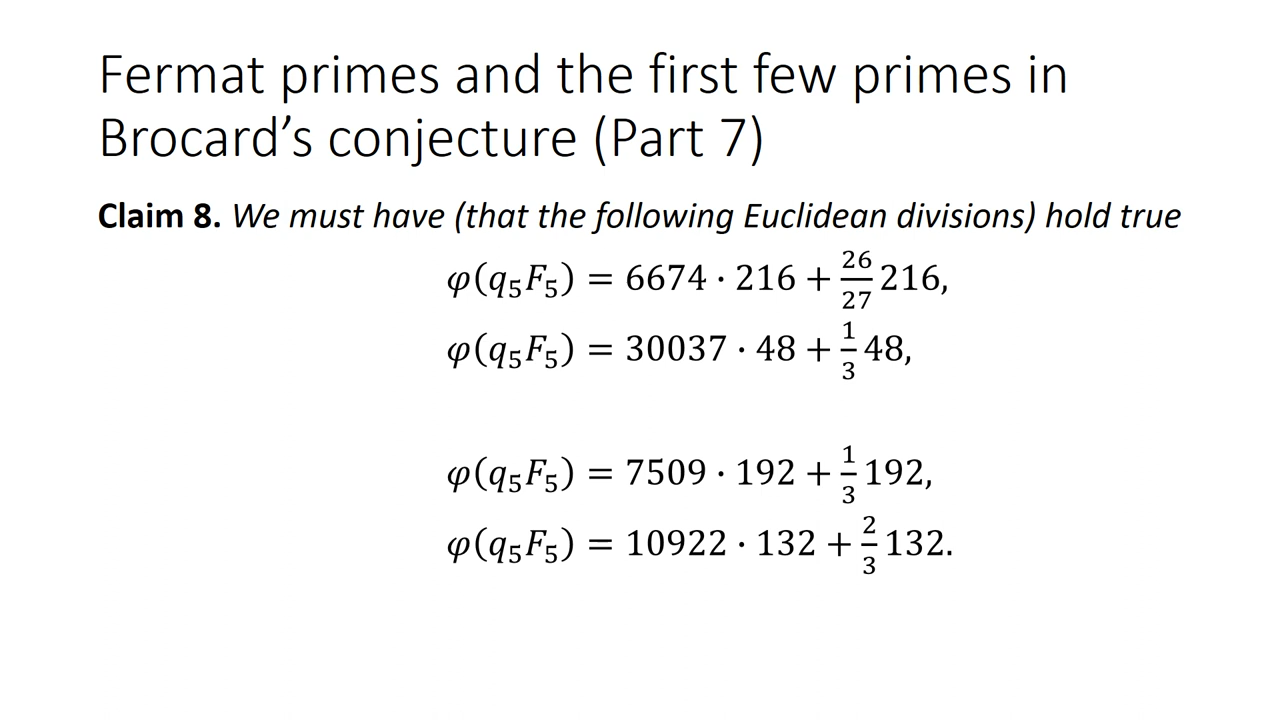 Fermat primes and the first few primes in
Brocard’s conjecture (Part 7)
Claim 8. We must have (that the following Euclidean divisions) hold true
φ(q₅F₅) = 6674 · 216 + 26/27 216,
φ(q₅F₅) = 30037 · 48 + 1/3 48,
φ(q₅F₅) = 7509 · 192 + 1/3 192,
φ(q₅F₅) = 10922 · 132 + 2/3 132.